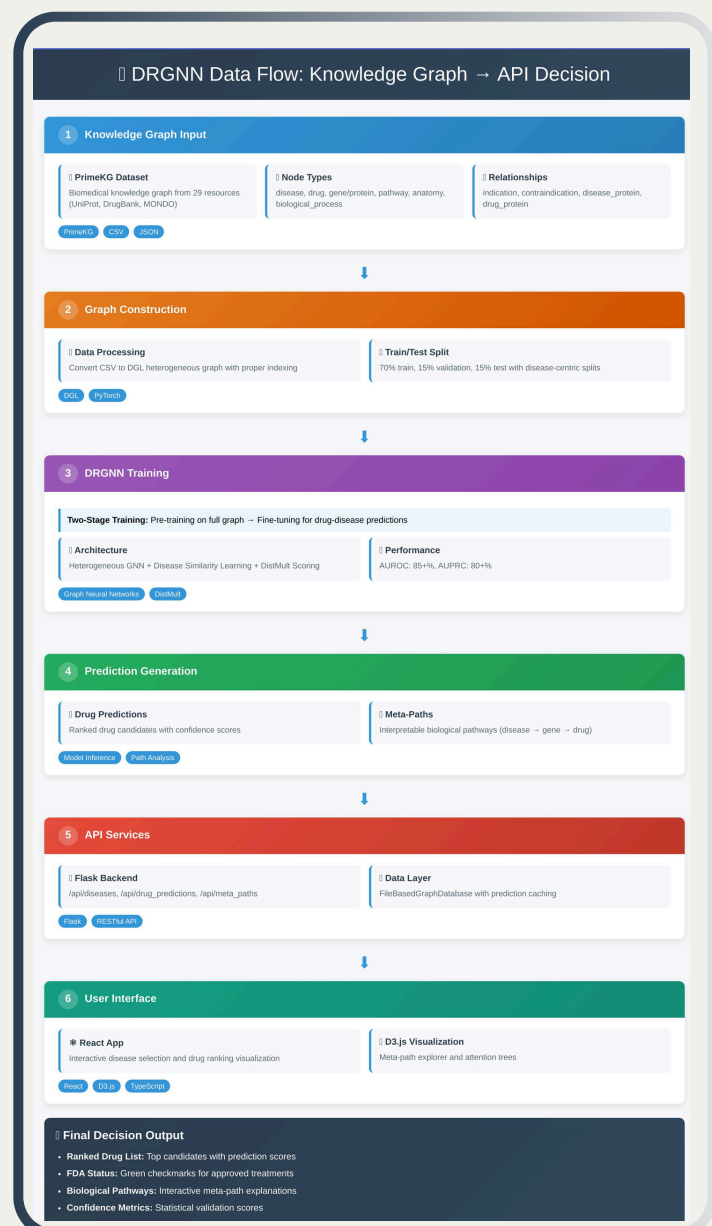 DRGNN Data Flow: Knowledge Graph → API Decision
1 Knowledge Graph Input
PrimeKG Dataset
Biomedical knowledge graph from 29 resources
(UniProt, DrugBank, MONDO)
Node Types
disease, drug, gene/protein, pathway, anatomy,
biological_process
Relationships
indication, contraindication, disease_protein,
drug_protein
PrimeKG CSV JSON
2 Graph Construction
Data Processing
Convert CSV to DGL heterogeneous graph with proper indexing
Train/Test Split
70% train, 15% validation, 15% test with disease-centric splits
DGL PyTorch
3 DRGNN Training
Two-Stage Training: Pre-training on full graph → Fine-tuning for drug-disease predictions
Architecture
Heterogeneous GNN + Disease Similarity Learning + DistMult Scoring
Performance
AUROC: 85+%, AUPRC: 80+%
Graph Neural Networks DistMult
4 Prediction Generation
Drug Predictions
Ranked drug candidates with confidence scores
Meta-Paths
Interpretable biological pathways (disease → gene → drug)
Model Inference Path Analysis
5 API Services
Flask Backend
/api/diseases, /api/drug_predictions, /api/meta_paths
Data Layer
FileBasedGraphDatabase with prediction caching
Flask RESTful API
6 User Interface
⚛ React App
Interactive disease selection and drug ranking visualization
D3.js Visualization
Meta-path explorer and attention trees
React D3.js TypeScript
Final Decision Output
• Ranked Drug List: Top candidates with prediction scores
• FDA Status: Green checkmarks for approved treatments
• Biological Pathways: Interactive meta-path explanations
• Confidence Metrics: Statistical validation scores